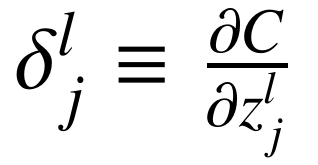 δ^l_j ≡ ∂C/∂z^l_j